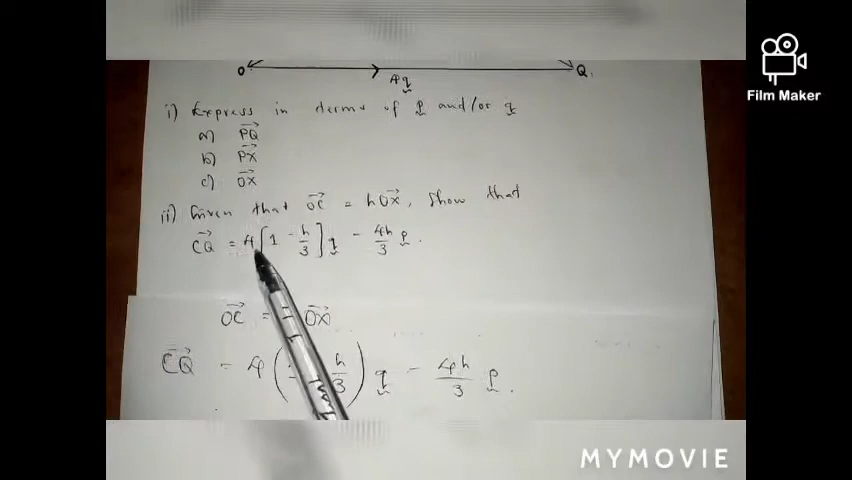 O 4q Q.
i) Express in terms of p and/or q
a) PQ
b) PX
c) OX
ii) Given that OC = hOX, show that
CQ = 4[1 - h/3]q - 4h/3 p.
OC = OX
CQ = 4( h/3) q - 4h/3 p.
Film Maker
MYMOVIE